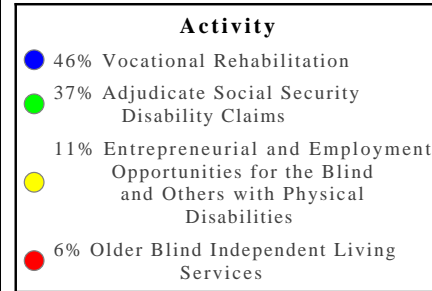 Activity
46% Vocational Rehabilitation
37% Adjudicate Social Security
Disability Claims
11% Entrepreneurial and Employment
Opportunities for the Blind
and Others with Physical
Disabilities
6% Older Blind Independent Living
Services